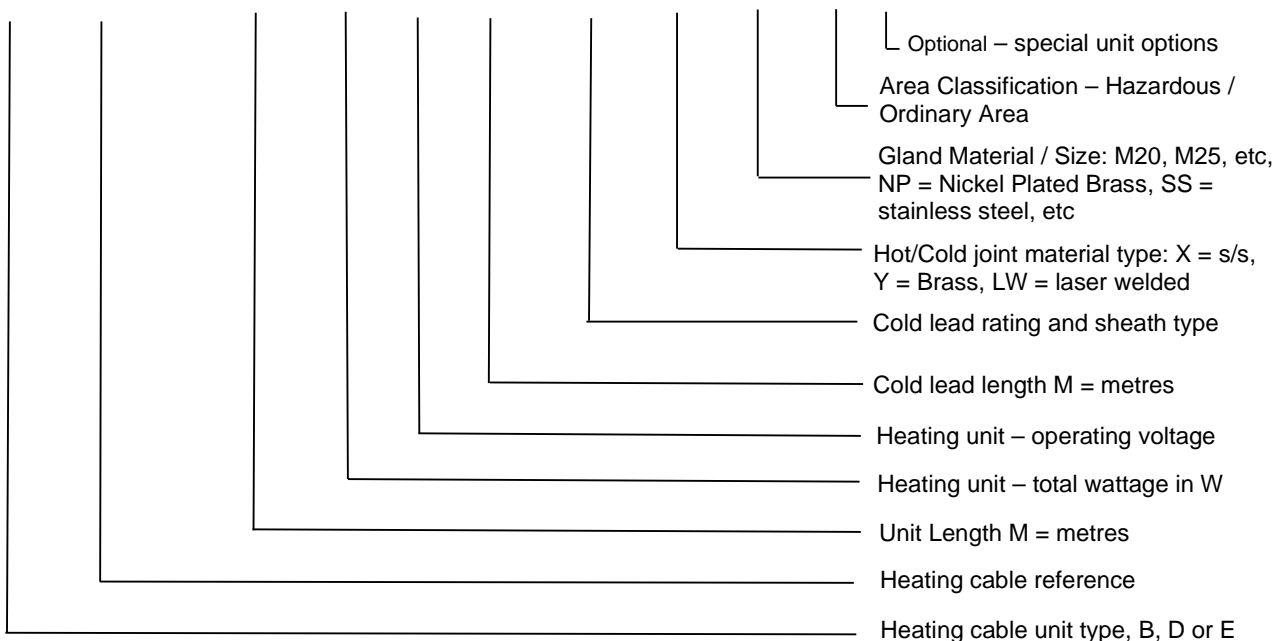 Optional – special unit options
Area Classification – Hazardous /
Ordinary Area
Gland Material / Size: M20, M25, etc,
NP = Nickel Plated Brass, SS =
stainless steel, etc
Hot/Cold joint material type: X = s/s,
Y = Brass, LW = laser welded
Cold lead rating and sheath type
Cold lead length M = metres
Heating unit – operating voltage
Heating unit – total wattage in W
Unit Length M = metres
Heating cable reference
Heating cable unit type, B, D or E